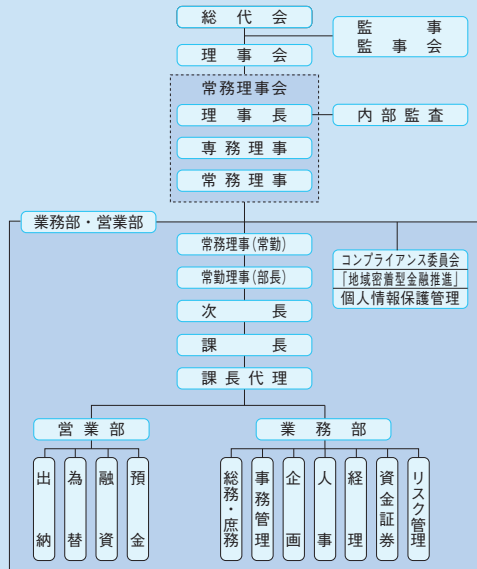 総代会
監事
監事会
理事会
常務理事会
理事長
内部監査
専務理事
常務理事
業務部・営業部
常務理事(常勤)
コンプライアンス委員会
「地域密着型金融推進」
個人情報保護管理
常勤理事(部長)
次長
課長
課長代理
営業部
業務部
出納
為替
融資
預金
総務・庶務
事務管理
企画
人事
経理
資金証券
リスク管理